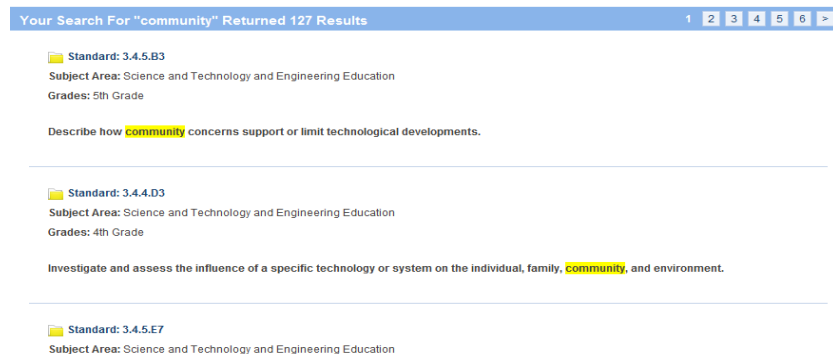 Your Search For "community" Returned 127 Results 1 2 3 4 5 6 >
Standard: 3.4.5.B3
Subject Area: Science and Technology and Engineering Education
Grades: 5th Grade
Describe how community concerns support or limit technological developments.
Standard: 3.4.4.D3
Subject Area: Science and Technology and Engineering Education
Grades: 4th Grade
Investigate and assess the influence of a specific technology or system on the individual, family, community, and environment.
Standard: 3.4.5.E7
Subject Area: Science and Technology and Engineering Education